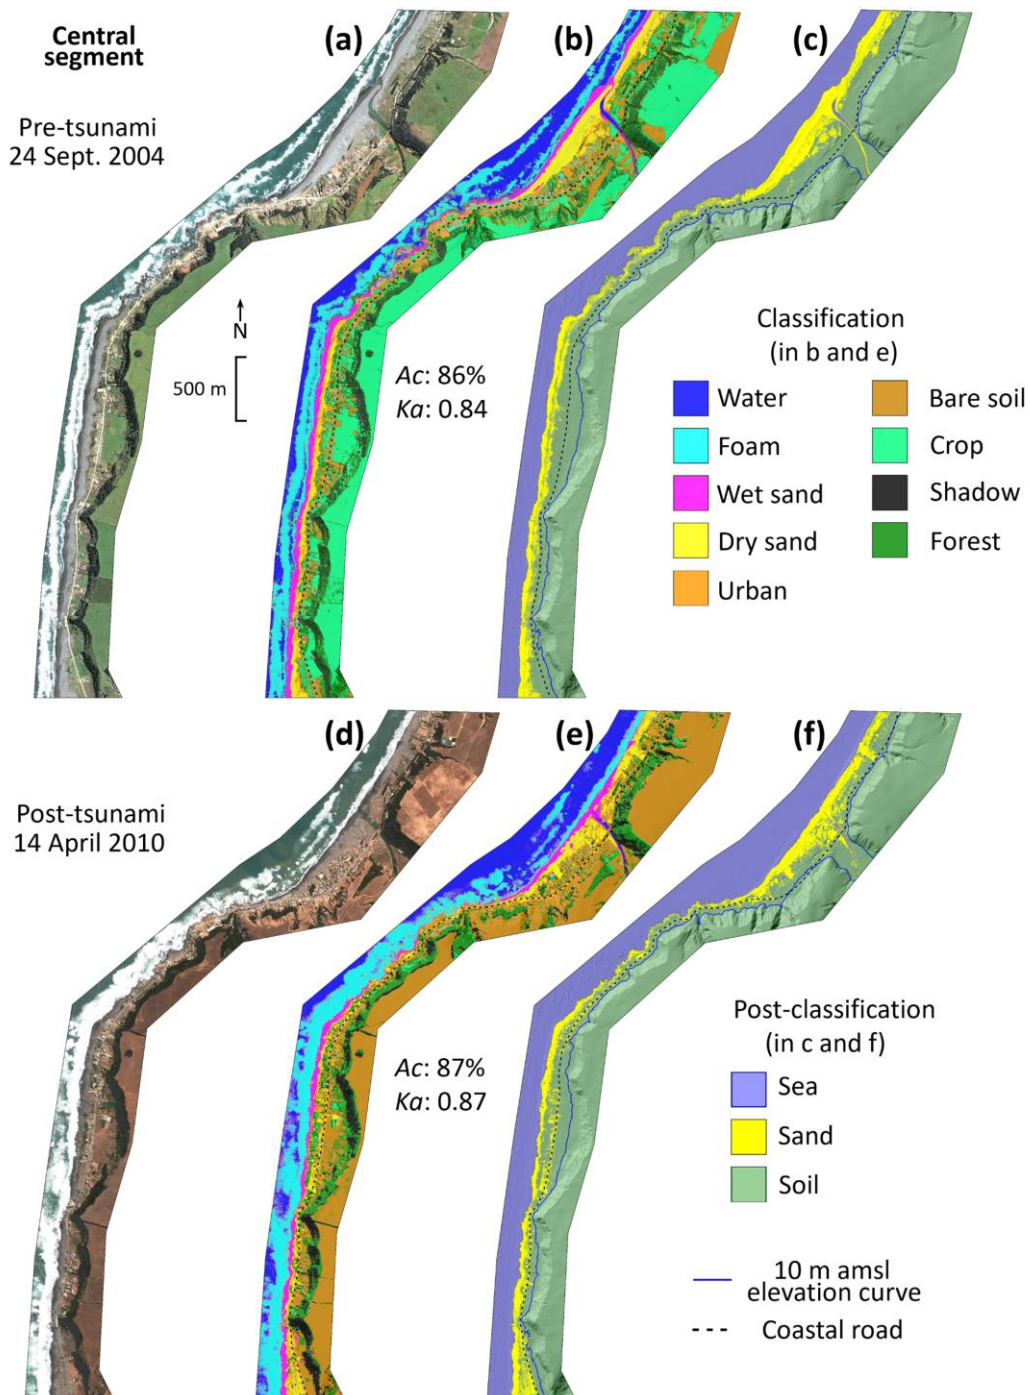 Central
segment
(a)
(b)
(c)
Pre-tsunami
24 Sept. 2004
N
500 m
Ac: 86%
Ka: 0.84
Classification
(in b and e)
Water
Foam
Wet sand
Dry sand
Urban
Bare soil
Crop
Shadow
Forest
(d)
(e)
(f)
Post-tsunami
14 April 2010
Ac: 87%
Ka: 0.87
Post-classification
(in c and f)
Sea
Sand
Soil
10 m amsl
elevation curve
Coastal road